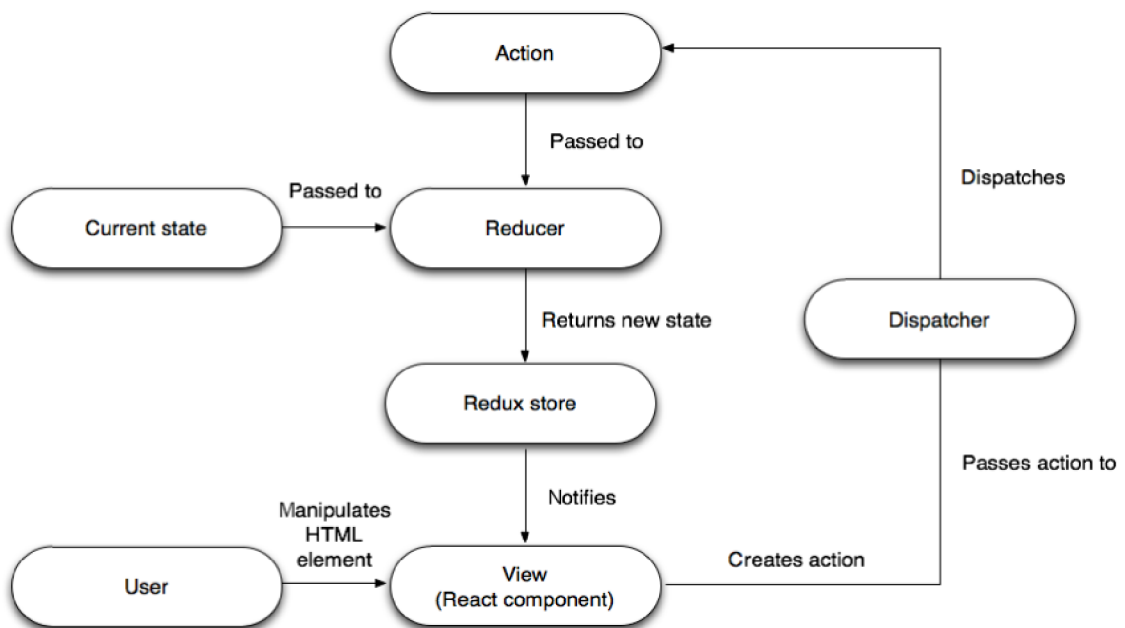 Action
Passed to
Dispatches
Passed to
Current state
Reducer
Returns new state
Dispatcher
Redux store
Passes action to
Notifies
Manipulates
HTML
element
User
View
(React component)
Creates action